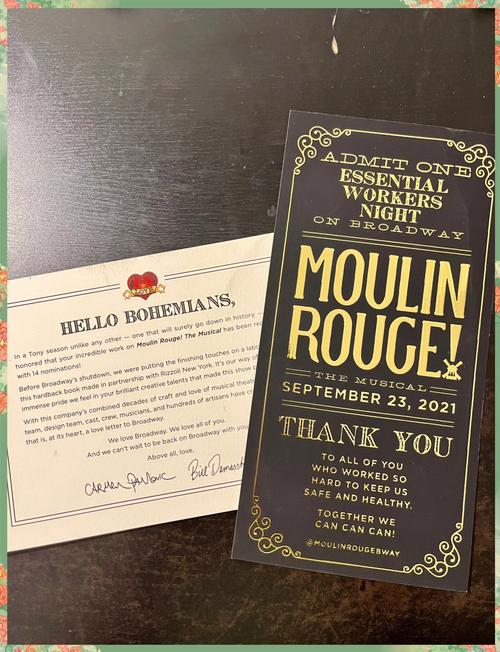 LOVE
HELLO BOHEMIANS,
In a Tony season unlike any other — one that will surely go down in history —
honored that your incredible work on Moulin Rouge! The Musical has been rec
with 14 nominations!
Before Broadway's shutdown, we were putting the finishing touches on a labo
this hardback book made in partnership with Rizzoli New York. It's our way of
immense pride we feel in your brilliant creative talents that made this show p
With this company's combined decades of craft and love of musical theat
team, design team, cast, crew, musicians, and hundreds of artisans have c
that is, at its heart, a love letter to Broadway.
We love Broadway. We love all of you.
And we can't wait to be back on Broadway with you
Above all, love,
Carmen Pavlovic
Bill Damasch
ADMIT ONE
ESSENTIAL
WORKERS
NIGHT
ON BROADWAY
MOULIN
ROUGE!
THE MUSICAL
SEPTEMBER 23, 2021
THANK YOU
TO ALL OF YOU
WHO WORKED SO
HARD TO KEEP US
SAFE AND HEALTHY.
TOGETHER WE
CAN CAN CAN!
@MOULINROUGEBWAY